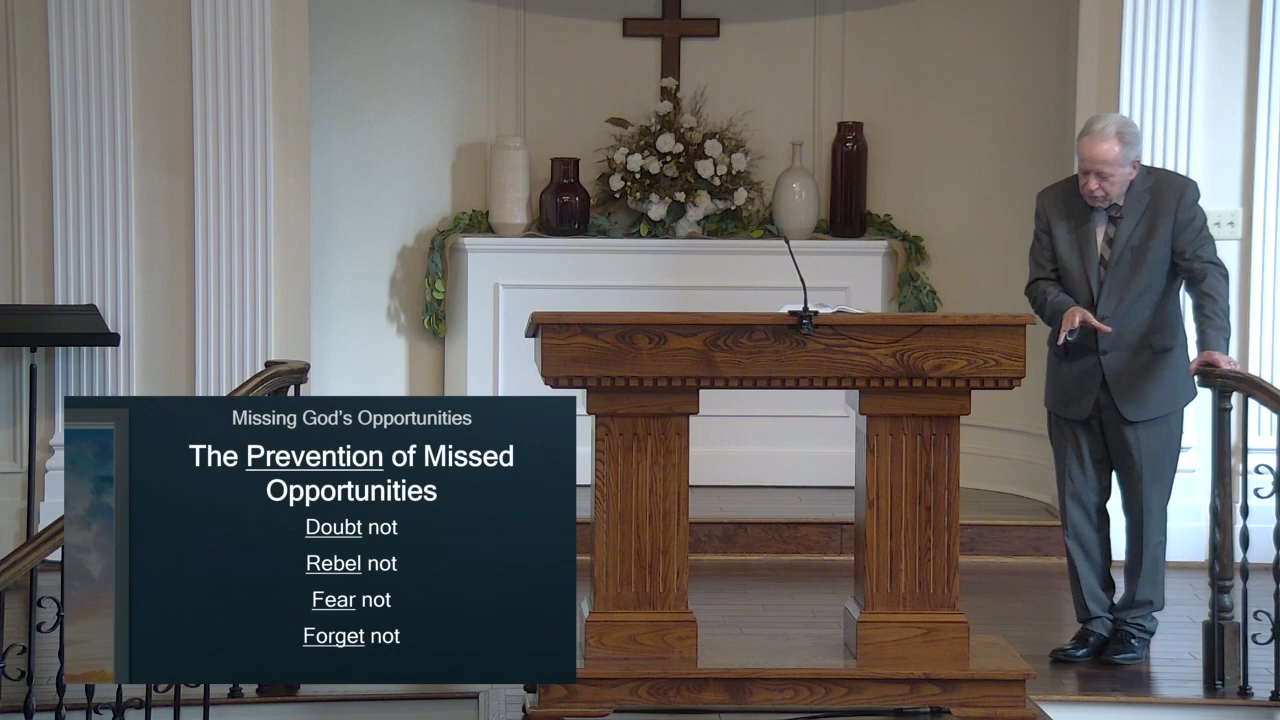 Missing God's Opportunities
The Prevention of Missed
Opportunities
Doubt not
Rebel not
Fear not
Forget not